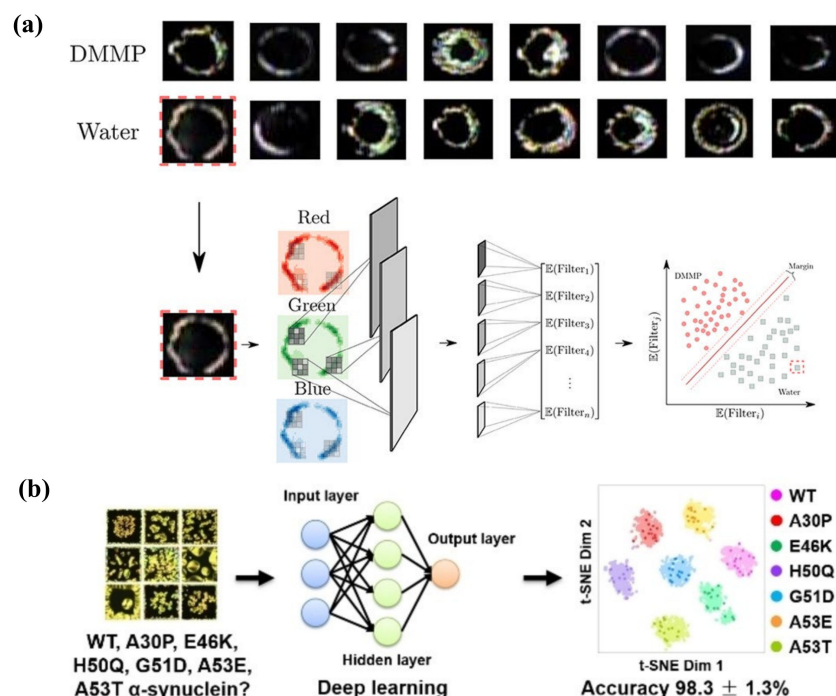 (a)
DMMP
Water
Red
Green
Blue
𝔼(Filter₁)
𝔼(Filter₂)
𝔼(Filter₃)
𝔼(Filter₄)
⋮
𝔼(Filterₙ)
DMMP
Margin
Water
𝔼(Filterⱼ)
𝔼(Filterᵢ)
(b)
WT, A30P, E46K,
H50Q, G51D, A53E,
A53T α-synuclein?
Input layer
Output layer
Hidden layer
Deep learning
t-SNE Dim 2
t-SNE Dim 1
WT
A30P
E46K
H50Q
G51D
A53E
A53T
Accuracy 98.3 ± 1.3%